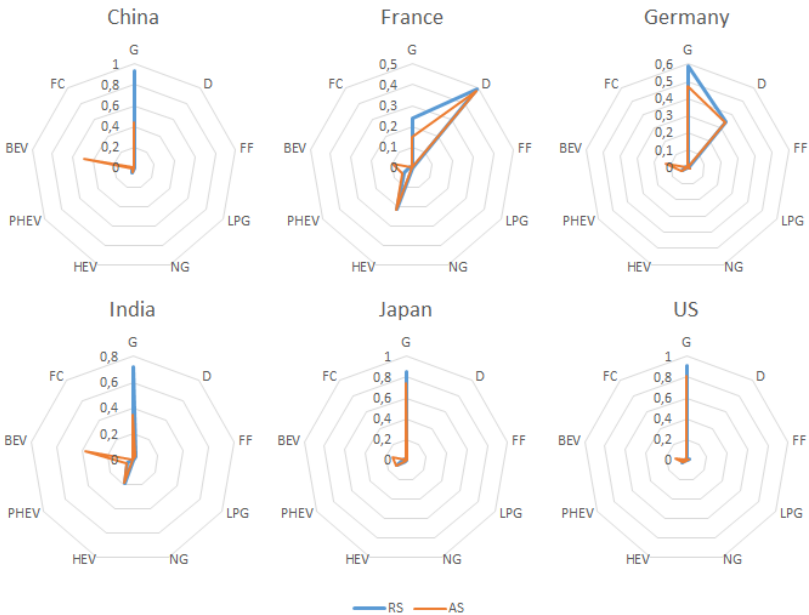 China
G
D
FF
LPG
NG
HEV
PHEV
BEV
FC
1
0,8
0,6
0,4
0,2
0
France
G
D
FF
LPG
NG
HEV
PHEV
BEV
FC
0,5
0,4
0,3
0,2
0,1
0
Germany
G
D
FF
LPG
NG
HEV
PHEV
BEV
FC
0,6
0,5
0,4
0,3
0,2
0,1
0
India
G
D
FF
LPG
NG
HEV
PHEV
BEV
FC
0,8
0,6
0,4
0,2
0
Japan
G
D
FF
LPG
NG
HEV
PHEV
BEV
FC
1
0,8
0,6
0,4
0,2
0
US
G
D
FF
LPG
NG
HEV
PHEV
BEV
FC
1
0,8
0,6
0,4
0,2
0
RS AS